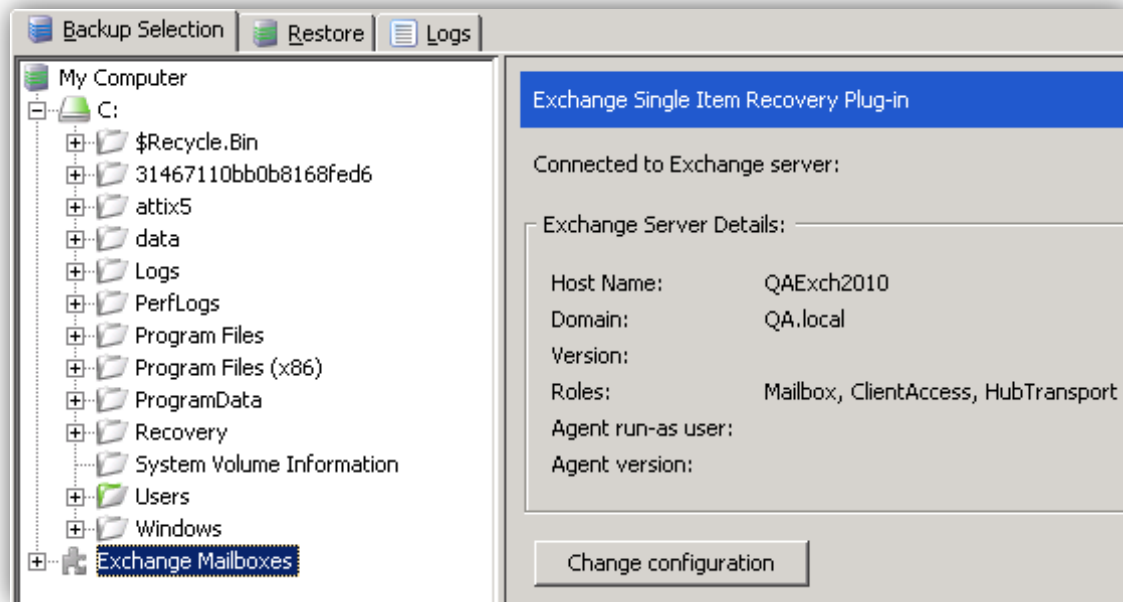 Backup Selection
Restore
Logs
My Computer
C:
$Recycle.Bin
31467110bb0b8168fed6
attix5
data
Logs
PerfLogs
Program Files
Program Files (x86)
ProgramData
Recovery
System Volume Information
Users
Windows
Exchange Mailboxes
Exchange Single Item Recovery Plug-in
Connected to Exchange server:
Exchange Server Details:
Host Name: QAExch2010
Domain: QA.local
Version:
Roles: Mailbox, ClientAccess, HubTransport
Agent run-as user:
Agent version:
Change configuration